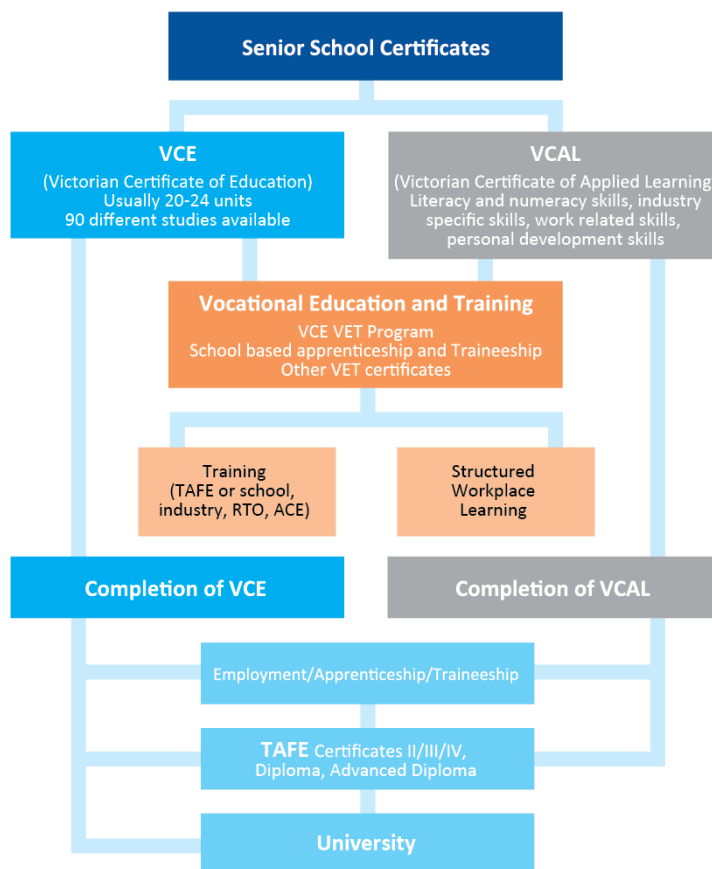 Senior School Certificates
VCE
(Victorian Certificate of Education)
Usually 20-24 units
90 different studies available
VCAL
(Victorian Certificate of Applied Learning
Literacy and numeracy skills, industry
specific skills, work related skills,
personal development skills
Vocational Education and Training
VCE VET Program
School based apprenticeship and Traineeship
Other VET certificates
Training
(TAFE or school,
industry, RTO, ACE)
Structured
Workplace
Learning
Completion of VCE
Completion of VCAL
Employment/Apprenticeship/Traineeship
TAFE Certificates II/III/IV,
Diploma, Advanced Diploma
University